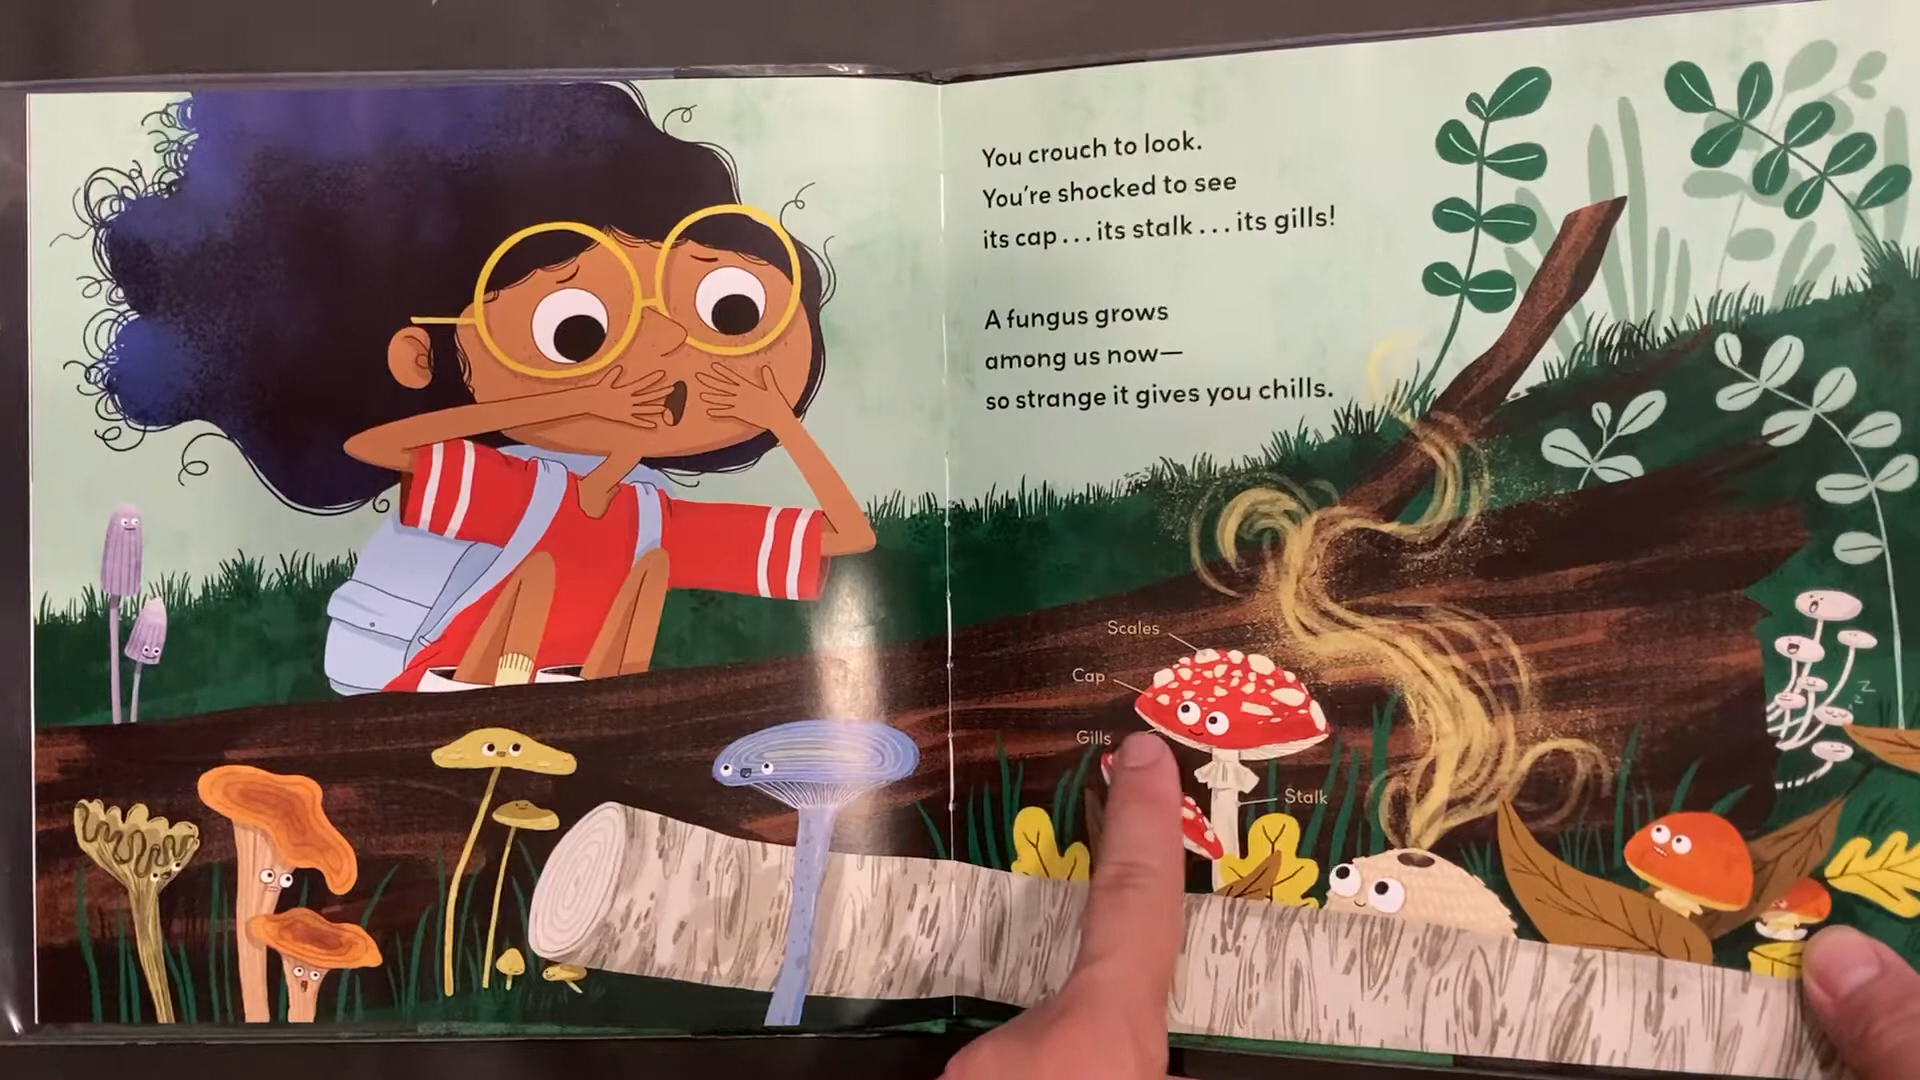 You crouch to look.
You're shocked to see
its cap . . . its stalk . . . its gills!
A fungus grows
among us now—
so strange it gives you chills.
Scales
Cap
Gills
Stalk
z
z
Z